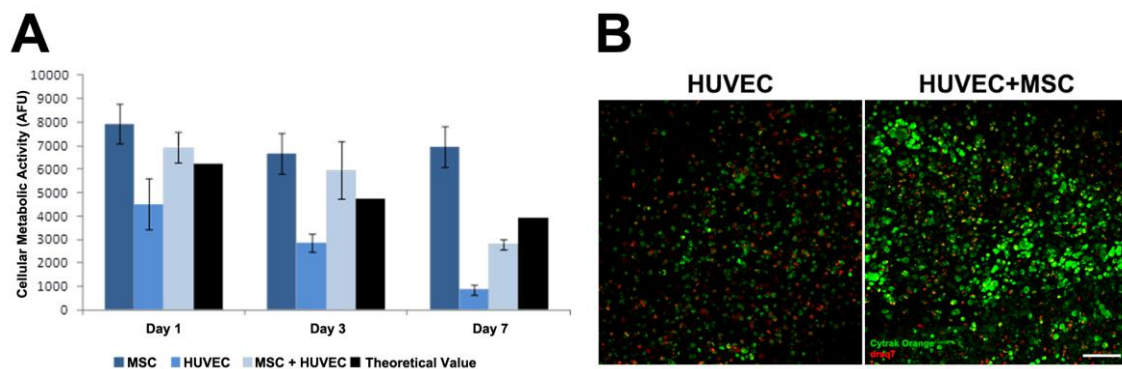 A
Cellular Metabolic Activity (AFU)
10000
9000
8000
7000
6000
5000
4000
3000
2000
1000
0
Day 1 Day 3 Day 7
MSC HUVEC MSC + HUVEC Theoretical Value
B
HUVEC HUVEC+MSC
Cytrak Orange
draq7